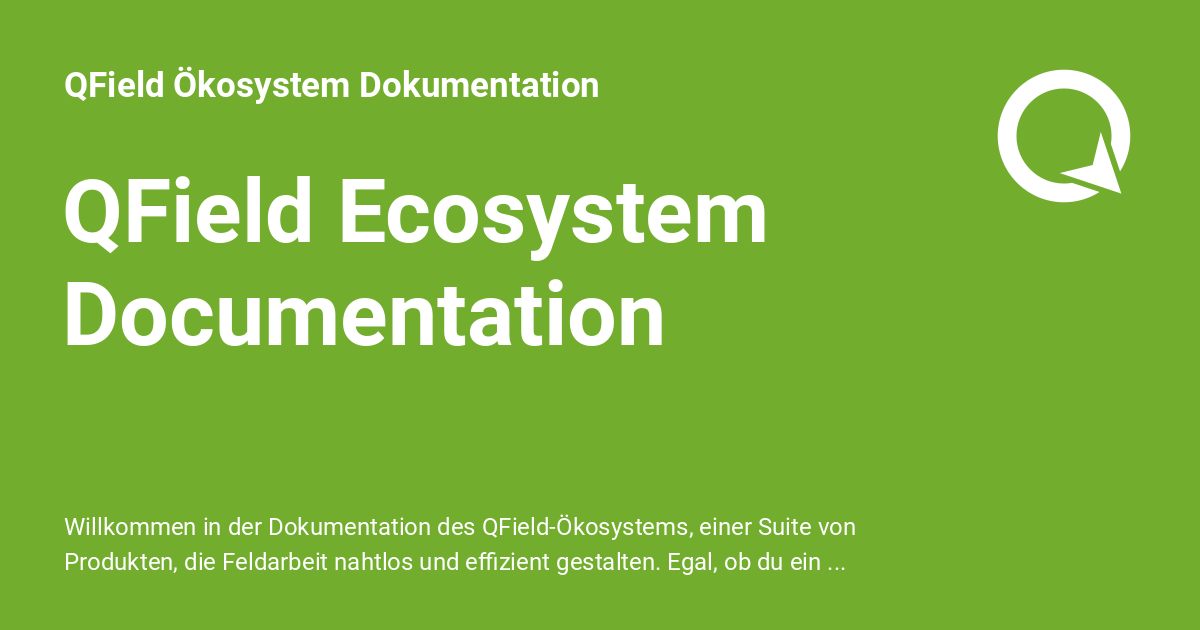 QField Ökosystem Dokumentation
QField Ecosystem
Documentation
Willkommen in der Dokumentation des QField-Ökosystems, einer Suite von
Produkten, die Feldarbeit nahtlos und effizient gestalten. Egal, ob du ein ...